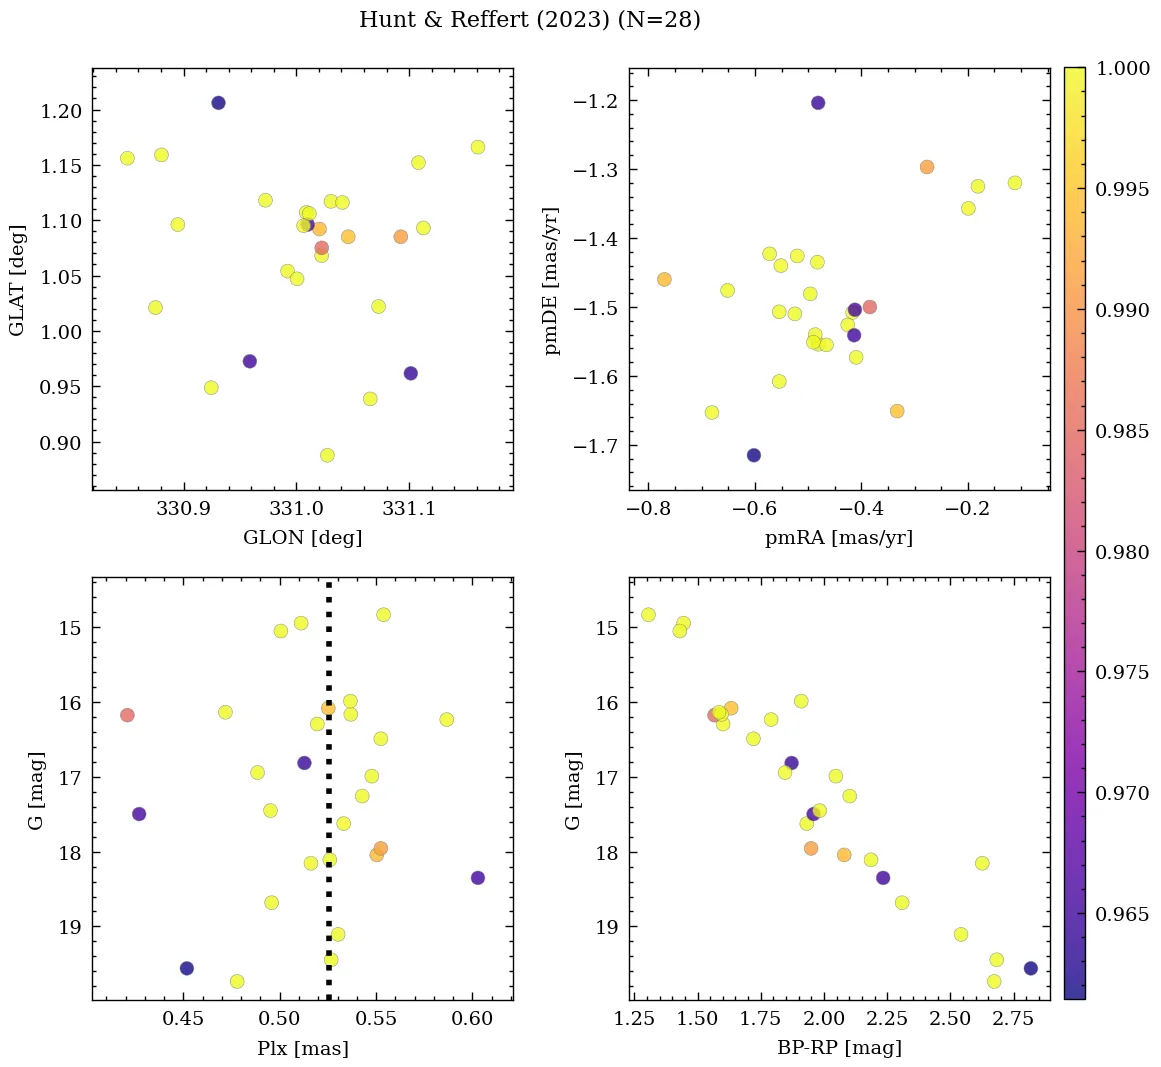 Hunt & Reffert (2023) (N=28)
1.20
1.15
1.10
1.05
1.00
0.95
0.90
GLAT [deg]
330.9 331.0 331.1
GLON [deg]
−1.2
−1.3
−1.4
−1.5
−1.6
−1.7
pmDE [mas/yr]
−0.8 −0.6 −0.4 −0.2
pmRA [mas/yr]
15
16
17
18
19
G [mag]
0.45 0.50 0.55 0.60
Plx [mas]
15
16
17
18
19
G [mag]
1.25 1.50 1.75 2.00 2.25 2.50 2.75
BP-RP [mag]
1.000
0.995
0.990
0.985
0.980
0.975
0.970
0.965